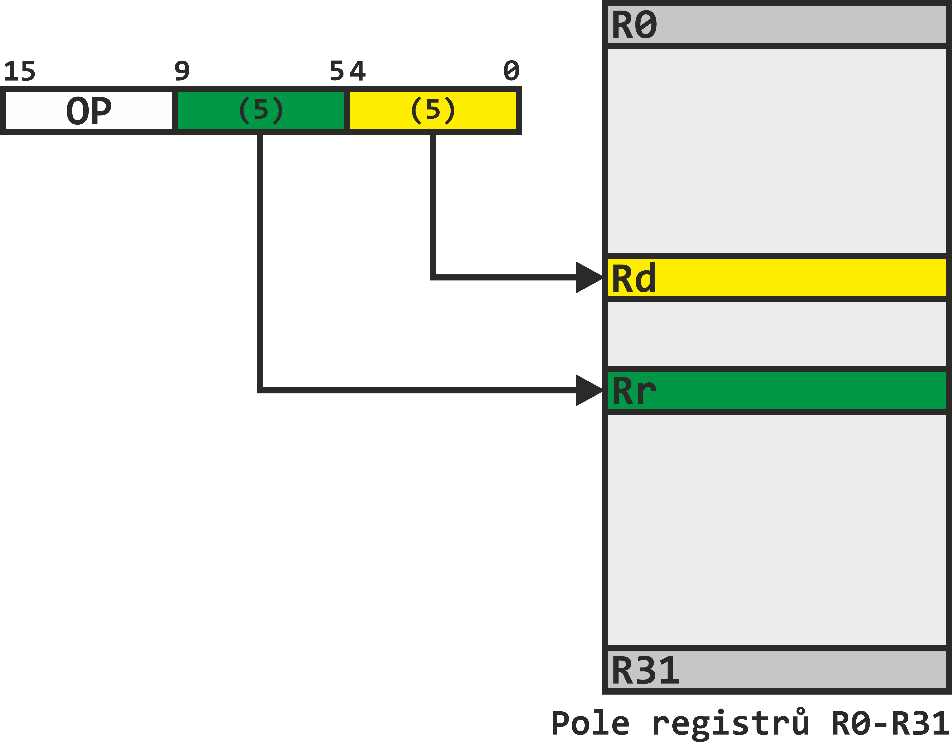 R0
15 9 5 4 0
OP (5) (5)
Rd
Rr
R31
Pole registrů R0-R31